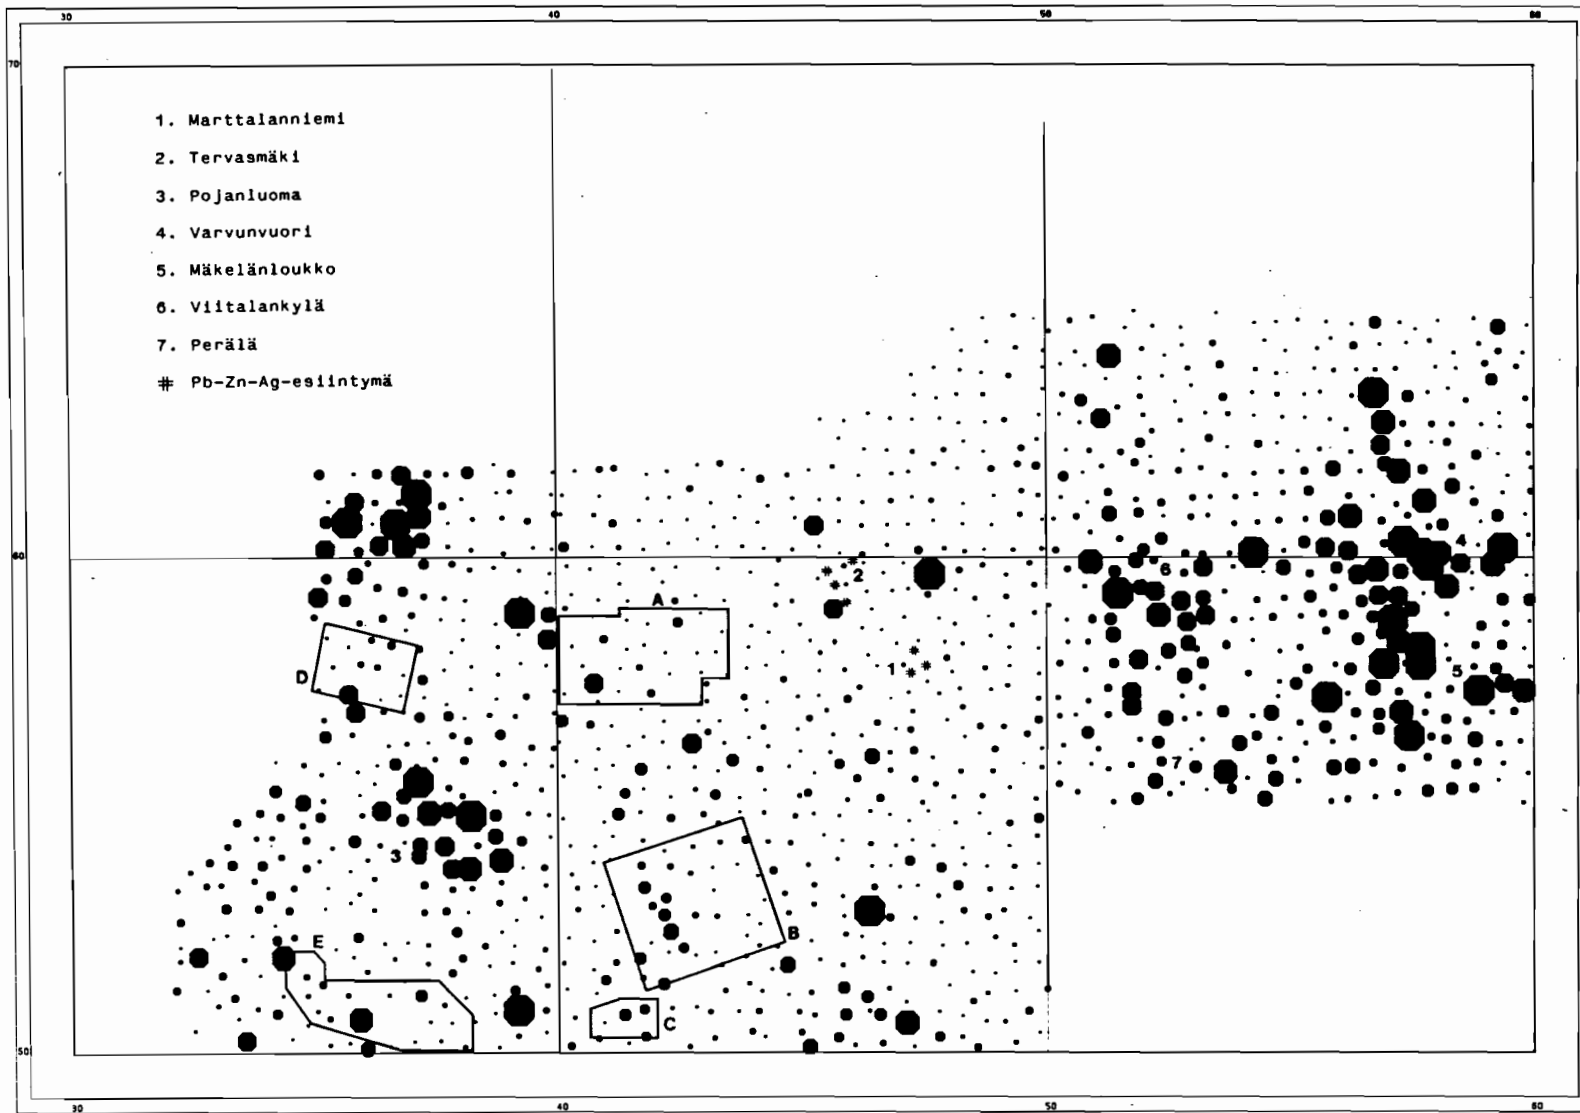 30 40 50 60
70
1. Marttalanniemi
2. Tervasmäki
3. Pojanluoma
4. Varvunvuori
5. Mäkelänloukko
6. Viitalankylä
7. Perälä
# Pb-Zn-Ag-esiintymä
60
4
2
6
A
1
5
D
7
3
B
E
C
50
30 40 50 60